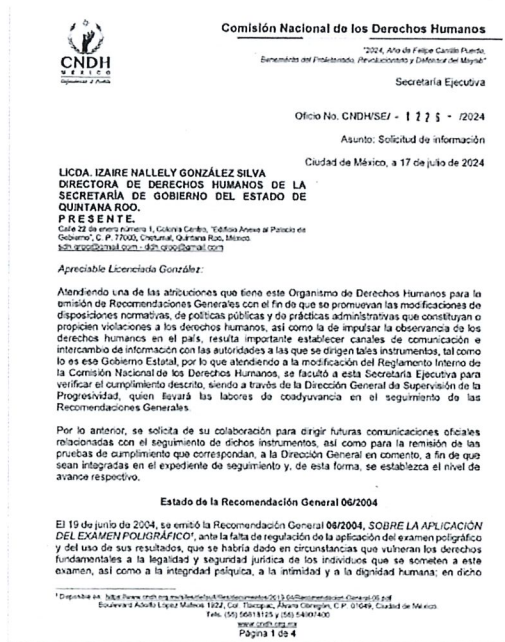 CNDH
MÉXICO
Comisión Nacional de los Derechos Humanos
"2024, Año de Felipe Carrillo Puerto,
Benemérito del Proletariado, Revolucionario y Defensor del Mayab"
Secretaría Ejecutiva
Oficio No. CNDH/SE/ - 1226 - /2024
Asunto: Solicitud de información
Ciudad de México, a 17 de julio de 2024
LICDA. IZAIRE NALLELY GONZÁLEZ SILVA
DIRECTORA DE DERECHOS HUMANOS DE LA
SECRETARÍA DE GOBIERNO DEL ESTADO DE
QUINTANA ROO.
P R E S E N T E.
Calle 22 de enero número 1, Colonia Centro, "Edificio Anexo al Palacio de
Gobierno", C. P. 77000, Chetumal, Quintana Roo, México.
Apreciable Licenciada González:
Atendiendo una de las atribuciones que tiene este Organismo de Derechos Humanos para la
emisión de Recomendaciones Generales con el fin de que se promuevan las modificaciones de
disposiciones normativas, de políticas públicas y de prácticas administrativas que constituyan o
propicien violaciones a los derechos humanos, así como la de impulsar la observancia de los
derechos humanos en el país, resulta importante establecer canales de comunicación e
intercambio de información con las autoridades a las que se dirigen tales instrumentos, tal como
lo es ese Gobierno Estatal, por lo que atendiendo a la modificación del Reglamento Interno de
la Comisión Nacional de los Derechos Humanos, se facultó a esta Secretaría Ejecutiva para
verificar el cumplimiento descrito, siendo a través de la Dirección General de Supervisión de la
Progresividad, quien llevará las labores de coadyuvancia en el seguimiento de las
Recomendaciones Generales.
Por lo anterior, se solicita de su colaboración para dirigir futuras comunicaciones oficiales
relacionadas con el seguimiento de dichos instrumentos, así como para la remisión de las
pruebas de cumplimiento que correspondan, a la Dirección General en comento, a fin de que
sean integradas en el expediente de seguimiento y, de esta forma, se establezca el nivel de
avance respectivo.
Estado de la Recomendación General 06/2004
El 19 de junio de 2004, se emitió la Recomendación General 06/2004, SOBRE LA APLICACIÓN
DEL EXAMEN POLIGRÁFICO¹, ante la falta de regulación de la aplicación del examen poligráfico
y del uso de sus resultados, que se habría dado en circunstancias que vulneran los derechos
fundamentales a la legalidad y seguridad jurídica de los individuos que se someten a
este examen, así como a la integridad psíquica, a la intimidad y a la dignidad humana; en dicho
¹ Disponible en:
Boulevard Adolfo López Mateos 1922, Col. Tlacopac, Álvaro Obregón, C.P. 01049, Ciudad de México.
www.cndh.org.mx
Página 1 de 4